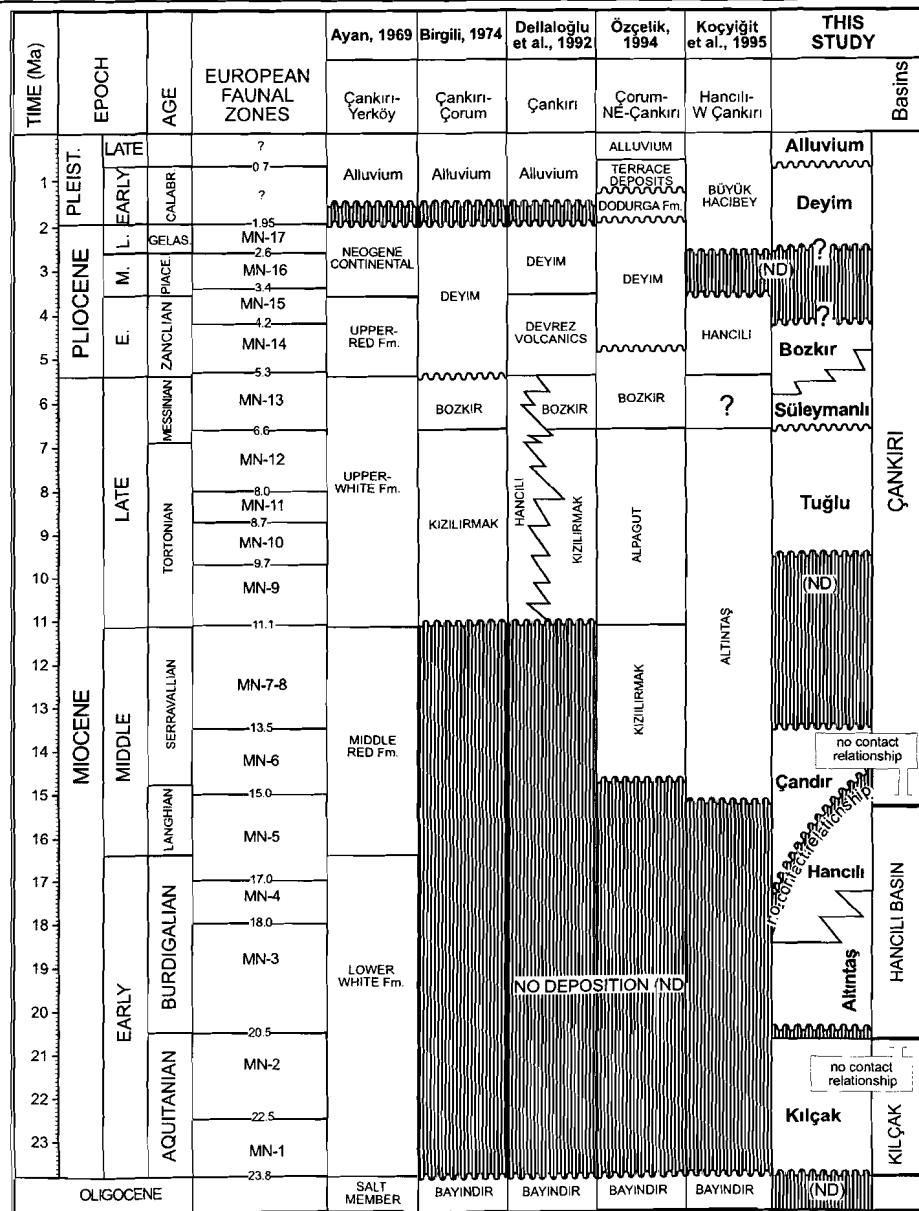 TIME (Ma)
EPOCH
AGE
EUROPEAN
FAUNAL
ZONES
Ayan, 1969
Çankırı-
Yerköy
Birgili, 1974
Çankırı-
Çorum
Dellaloğlu
et al., 1992
Çankırı
Özçelik,
1994
Çorum-
NE-Çankırı
Koçyiğit
et al., 1995
Hancılı-
W Çankırı
THIS
STUDY
Basins
1
2
3
4
5
6
7
8
9
10
11
12
13
14
15
16
17
18
19
20
21
22
23
PLEIST.
PLIOCENE
MIOCENE
OLIGOCENE
LATE
EARLY
L.
M.
E.
LATE
MIDDLE
EARLY
CALABR.
GELAS.
PIACE.
ZANCLIAN
MESSINIAN
TORTONIAN
SERRAVALLIAN
LANGHIAN
BURDIGALIAN
AQUITANIAN
?
0.7
?
1.95
MN-17
2.6
MN-16
3.4
MN-15
4.2
MN-14
5.3
MN-13
6.6
MN-12
8.0
MN-11
8.7
MN-10
9.7
MN-9
11.1
MN-7-8
13.5
MN-6
15.0
MN-5
17.0
MN-4
18.0
MN-3
20.5
MN-2
22.5
MN-1
23.8
Alluvium
NEOGENE
CONTINENTAL
UPPER-
RED Fm.
UPPER-
WHITE Fm.
MIDDLE
RED Fm.
LOWER
WHITE Fm.
SALT
MEMBER
Alluvium
DEYIM
BOZKIR
KIZILIRMAK
BAYINDIR
Alluvium
DEYIM
DEVREZ
VOLCANICS
BOZKIR
HANCILI
KIZILIRMAK
NO DEPOSITION (ND
BAYINDIR
ALLUVIUM
TERRACE
DEPOSITS
DODURGA Fm.
DEYIM
BOZKIR
ALPAGUT
KIZIILIRMAK
BAYINDIR
BÜYÜK
HACIBEY
HANCILI
?
ALTINTAŞ
BAYINDIR
Alluvium
Deyim
?
(ND)
?
Bozkır
Süleymanlı
Tuğlu
(ND)
no contact
relationship
Çandır
no contact relationship
Hancılı
Altıntaş
no contact
relationship
Kılçak
(ND)
ÇANKIRI
HANCILI BASIN
KILÇAK